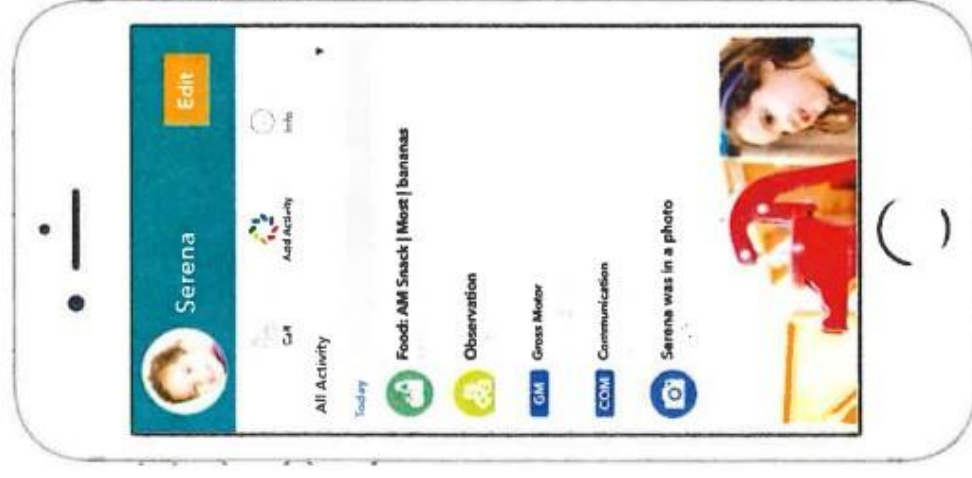 Serena
Edit
Call
Add Activity
Info
All Activity
Today
Food: AM Snack | Most | bananas
Observation
GM Gross Motor
COM Communication
Serena was in a photo